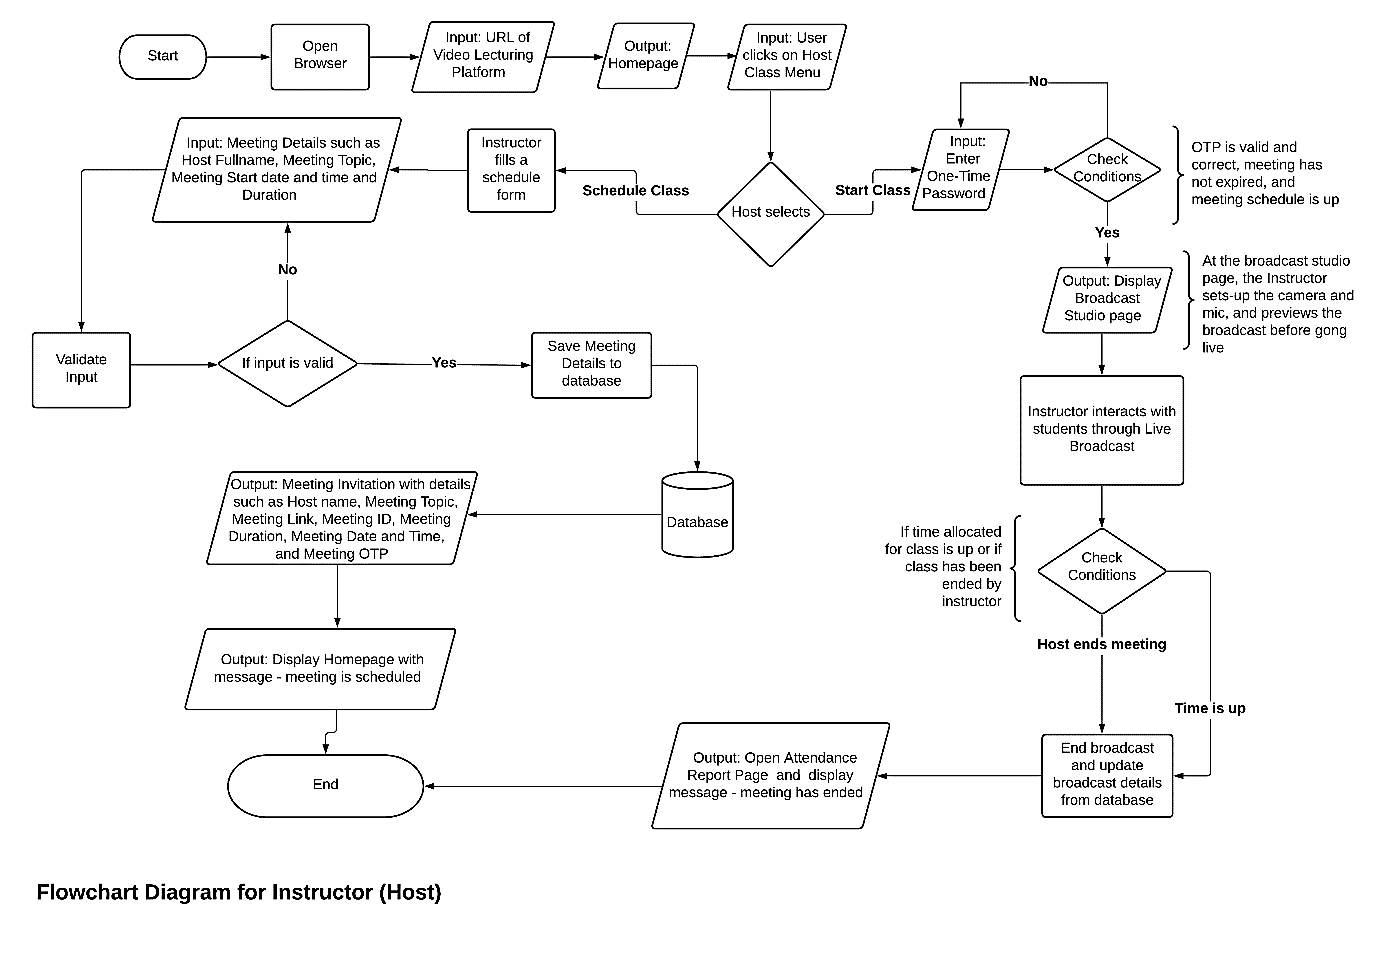 Start
Open
Browser
Input: URL of
Video Lecturing
Platform
Output:
Homepage
Input: User
clicks on Host
Class Menu
No
Input: Meeting Details such as
Host Fullname, Meeting Topic,
Meeting Start date and time and
Duration
Instructor
fills a
schedule
form
Schedule Class
Host selects
Start Class
Input:
Enter
One-Time
Password
Check
Conditions
OTP is valid and
correct, meeting has
not expired, and
meeting schedule is up
Yes
No
Output: Display
Broadcast
Studio page
At the broadcast studio
page, the Instructor
sets-up the camera and
mic, and previews the
broadcast before gong
live
Validate
Input
If input is valid
Yes
Save Meeting
Details to
database
Instructor interacts with
students through Live
Broadcast
Output: Meeting Invitation with details
such as Host name, Meeting Topic,
Meeting Link, Meeting ID, Meeting
Duration, Meeting Date and Time,
and Meeting OTP
Database
If time allocated
for class is up or if
class has been
ended by
instructor
Check
Conditions
Host ends meeting
Time is up
Output: Display Homepage with
message - meeting is scheduled
End
Output: Open Attendance
Report Page and display
message - meeting has ended
End broadcast
and update
broadcast details
from database
Flowchart Diagram for Instructor (Host)